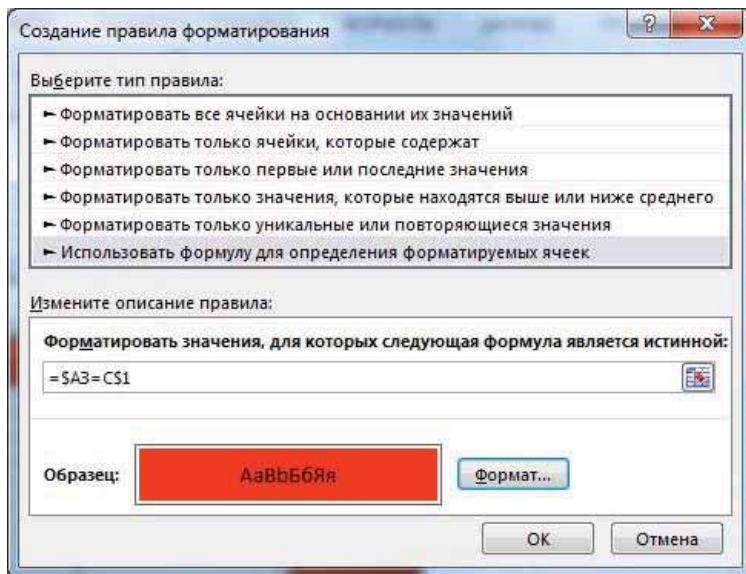 Создание правила форматирования
Выберите тип правила:
► Форматировать все ячейки на основании их значений
► Форматировать только ячейки, которые содержат
► Форматировать только первые или последние значения
► Форматировать только значения, которые находятся выше или ниже среднего
► Форматировать только уникальные или повторяющиеся значения
► Использовать формулу для определения форматируемых ячеек
Измените описание правила:
Форматировать значения, для которых следующая формула является истинной:
=$A3=C$1
Образец: АаВbБбЯя Формат...
ОК Отмена